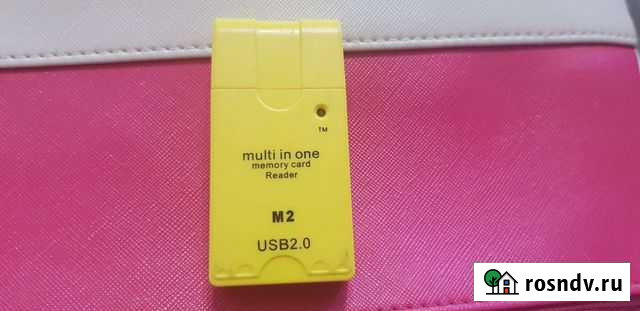 TM
multi in one
memory card
Reader
M2
USB2.0
rosndv.ru